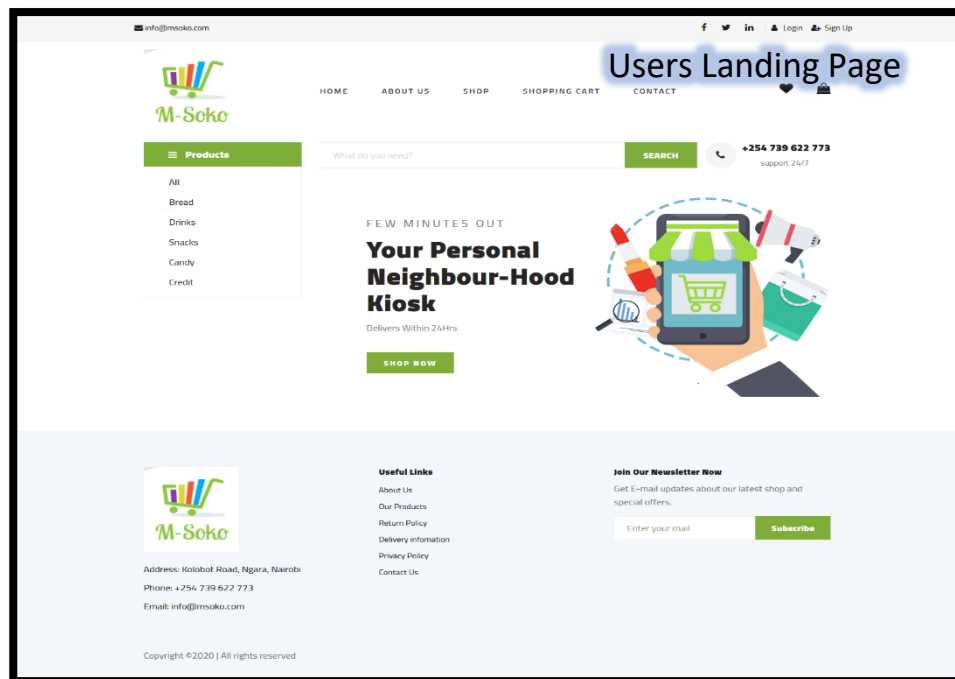 info@msoko.com
Login Sign Up
Users Landing Page
M-Soko
HOME ABOUT US SHOP SHOPPING CART CONTACT
Products
What do you need?
SEARCH
+254 739 622 773
support 24/7
All
Bread
Drinks
Snacks
Candy
Credit
FEW MINUTES OUT
Your Personal
Neighbour-Hood
Kiosk
Delivers Within 24Hrs
SHOP NOW
M-Soko
Address: Kolobot Road, Ngara, Nairobi
Phone: +254 739 622 773
Email: info@msoko.com
Useful Links
About Us
Our Products
Return Policy
Delivery infomation
Privacy Policy
Contact Us
Join Our Newsletter Now
Get E-mail updates about our latest shop and
special offers.
Enter your mail
Subscribe
Copyright ©2020 | All rights reserved